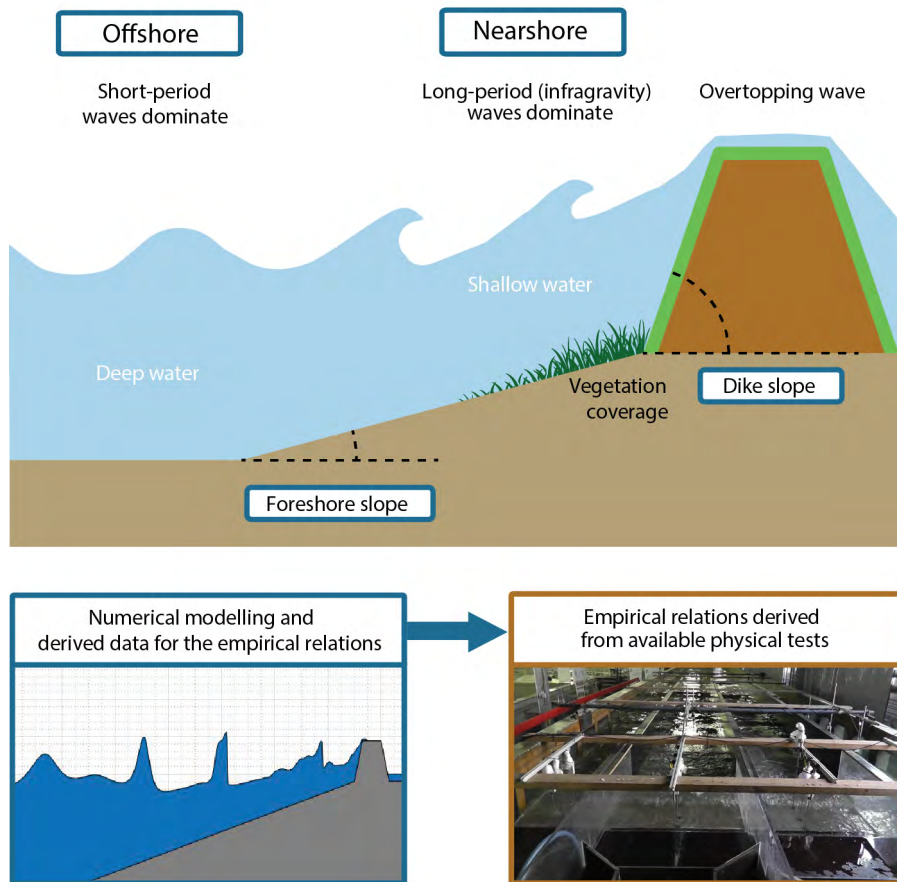 Offshore
Nearshore
Short-period
waves dominate
Long-period (infragravity)
waves dominate
Overtopping wave
Shallow water
Deep water
Vegetation
coverage
Dike slope
Foreshore slope
Numerical modelling and
derived data for the empirical relations
Empirical relations derived
from available physical tests